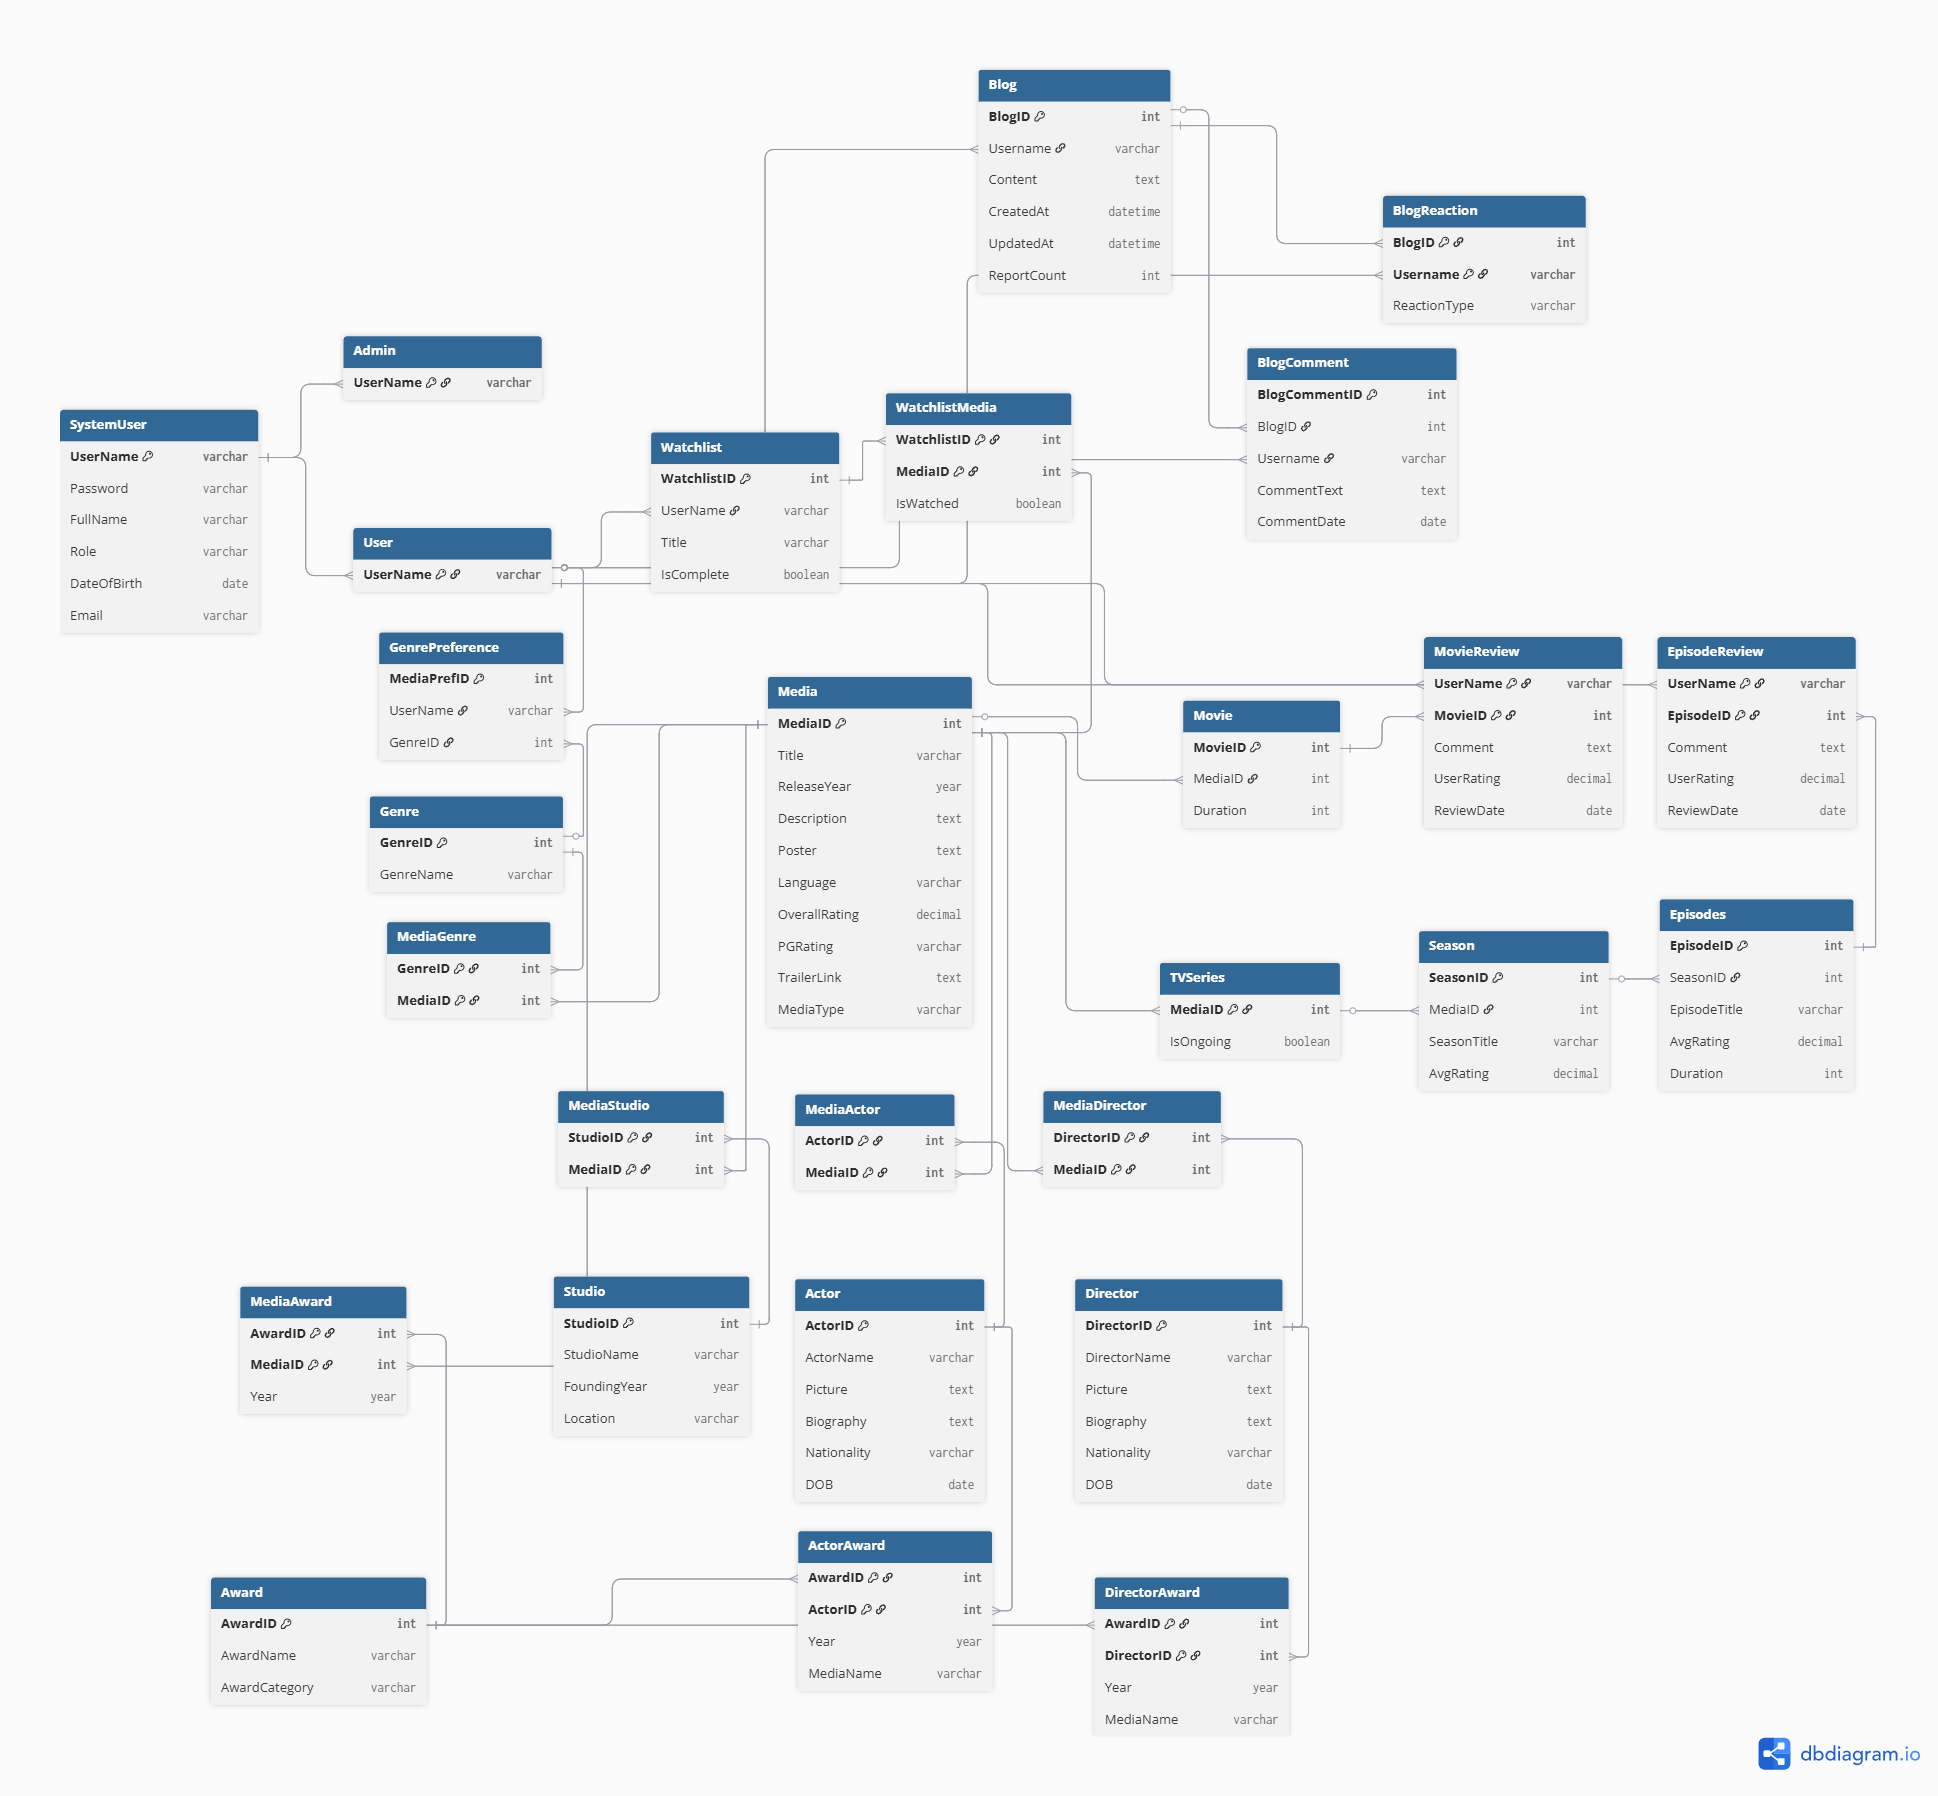 Blog
BlogID int
Username varchar
Content text
CreatedAt datetime
UpdatedAt datetime
ReportCount int
BlogReaction
BlogID int
Username varchar
ReactionType varchar
Admin
UserName varchar
BlogComment
BlogCommentID int
BlogID int
Username varchar
CommentText text
CommentDate date
WatchlistMedia
WatchlistID int
MediaID int
IsWatched boolean
SystemUser
UserName varchar
Password varchar
FullName varchar
Role varchar
DateOfBirth date
Email varchar
Watchlist
WatchlistID int
UserName varchar
Title varchar
IsComplete boolean
User
UserName varchar
GenrePreference
MediaPrefID int
UserName varchar
GenreID int
MovieReview
UserName varchar
MovieID int
Comment text
UserRating decimal
ReviewDate date
EpisodeReview
UserName varchar
EpisodeID int
Comment text
UserRating decimal
ReviewDate date
Media
MediaID int
Title varchar
ReleaseYear year
Description text
Poster text
Language varchar
OverallRating decimal
PGRating varchar
TrailerLink text
MediaType varchar
Movie
MovieID int
MediaID int
Duration int
Genre
GenreID int
GenreName varchar
MediaGenre
GenreID int
MediaID int
Episodes
EpisodeID int
SeasonID int
EpisodeTitle varchar
AvgRating decimal
Duration int
Season
SeasonID int
MediaID int
SeasonTitle varchar
AvgRating decimal
TVSeries
MediaID int
IsOngoing boolean
MediaStudio
StudioID int
MediaID int
MediaActor
ActorID int
MediaID int
MediaDirector
DirectorID int
MediaID int
MediaAward
AwardID int
MediaID int
Year year
Studio
StudioID int
StudioName varchar
FoundingYear year
Location varchar
Actor
ActorID int
ActorName varchar
Picture text
Biography text
Nationality varchar
DOB date
Director
DirectorID int
DirectorName varchar
Picture text
Biography text
Nationality varchar
DOB date
ActorAward
AwardID int
ActorID int
Year year
MediaName varchar
Award
AwardID int
AwardName varchar
AwardCategory varchar
DirectorAward
AwardID int
DirectorID int
Year year
MediaName varchar
dbdiagram.io